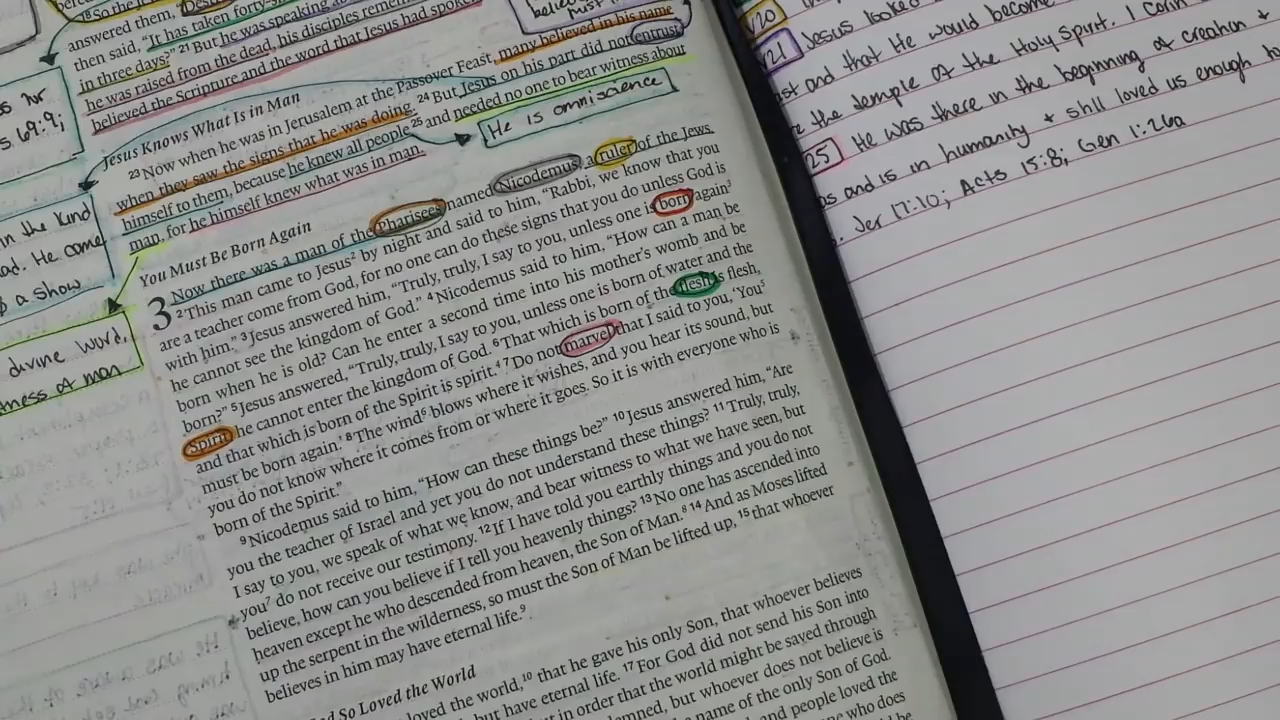 answered them,
then said, "It has taken forty-
in three days?" 21 But he was speaking
he was raised from the dead, his disciples
believed the Scripture and the word that Jesus had spoken
Jesus Knows What Is in Man
23 Now when he was in Jerusalem at the Passover Feast, many believed in his name
when they saw the signs that he was doing. 24 But Jesus on his part did not entrust
himself to them, because he knew all people 25 and needed no one to bear witness about
man, for he himself knew what was in man.
He is omniscience
You Must Be Born Again
3 Now there was a man of the Pharisees named Nicodemus, a ruler of the Jews.
2 This man came to Jesus2 by night and said to him, "Rabbi, we know that you
are a teacher come from God, for no one can do these signs that you do unless God is
with him." 3 Jesus answered him, "Truly, truly, I say to you, unless one is born again3
he cannot see the kingdom of God." 4 Nicodemus said to him, "How can a man be
born when he is old? Can he enter a second time into his mother's womb and be
born?" 5 Jesus answered, "Truly, truly, I say to you, unless one is born of water and the
Spirit, he cannot enter the kingdom of God. 6 That which is born of the flesh is flesh,
and that which is born of the Spirit is spirit.4 7 Do not marvel that I said to you, 'You5
must be born again.' 8 The wind6 blows where it wishes, and you hear its sound, but
you do not know where it comes from or where it goes. So it is with everyone who is
born of the Spirit."
9 Nicodemus said to him, "How can these things be?" 10 Jesus answered him, "Are
you the teacher of Israel and yet you do not understand these things? 11 Truly, truly,
I say to you, we speak of what we know, and bear witness to what we have seen, but
you7 do not receive our testimony. 12 If I have told you earthly things and you do not
believe, how can you believe if I tell you heavenly things? 13 No one has ascended into
heaven except he who descended from heaven, the Son of Man.8 14 And as Moses lifted
up the serpent in the wilderness, so must the Son of Man be lifted up, 15 that whoever
believes in him may have eternal life.9
So Loved the World
loved the world,10 that he gave his only Son, that whoever believes
but have eternal life. 17 For God did not send his Son into
in order that the world might be saved through
but whoever does not believe is
name of the only Son of God.
and people loved the
who does
69:9;
in the kind
He came
a show
divine word,
of man
120
21 Jesus looked
and that He would become
the temple of the Holy Spirit. I
25 He was there in the beginning of creation +
and is in humanity + still loved us enough
Jer 17:10; Acts 15:8; Gen 1:26a